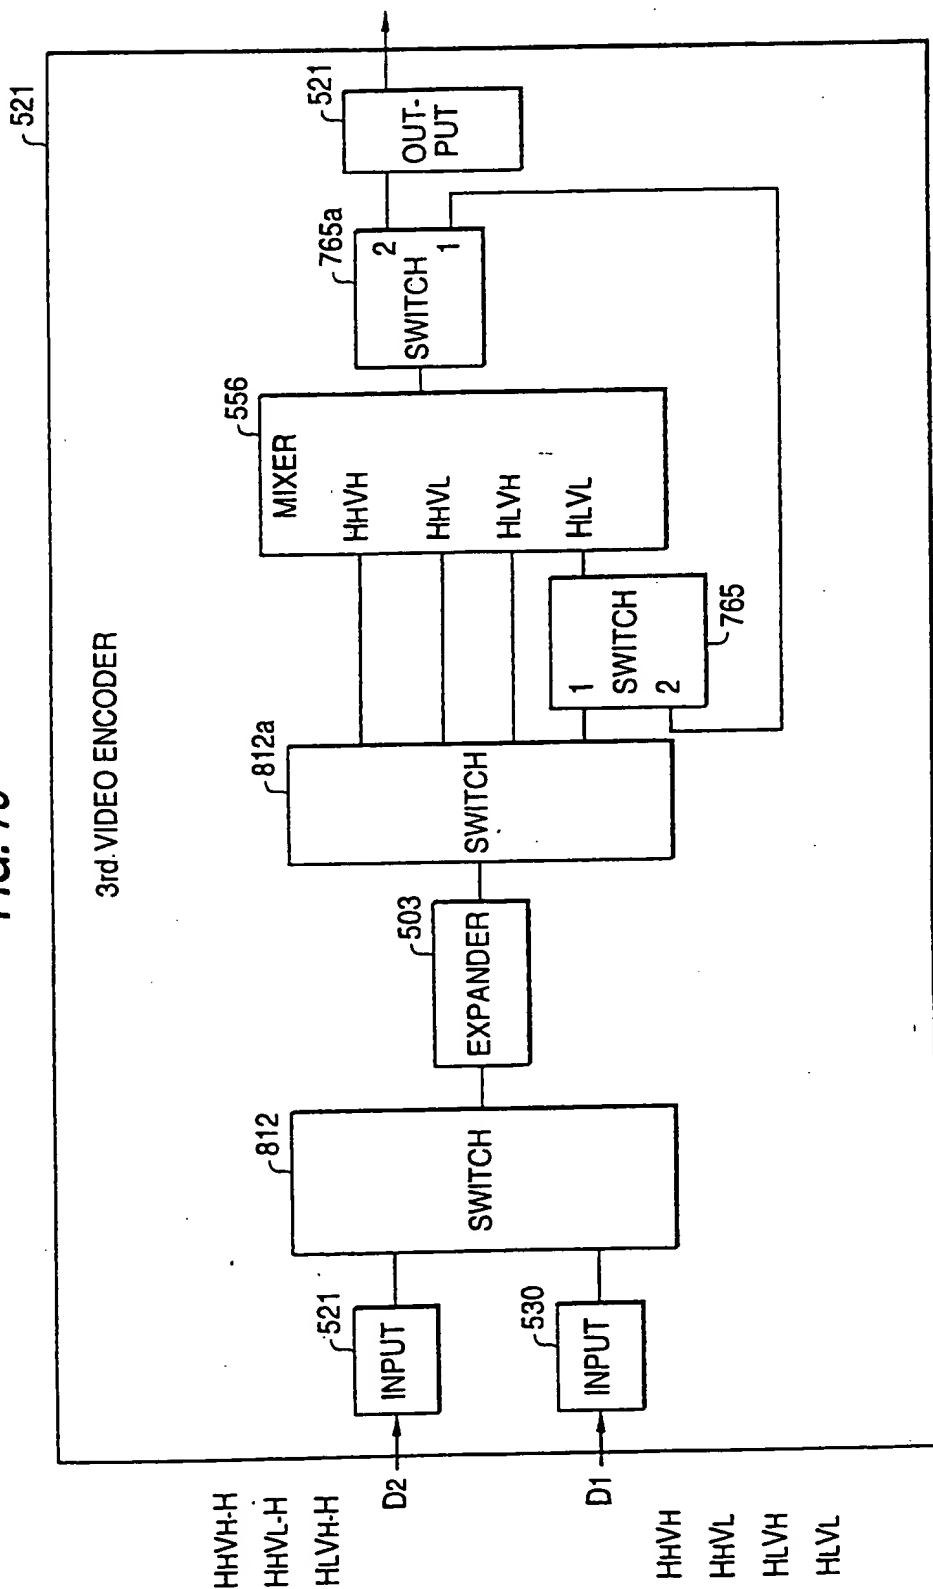 521
3rd. VIDEO ENCODER
HHVH-H
HHVL-H
HLVH-H
D2
HHVH
HHVL
HLVH
HLVL
D1
521
INPUT
530
INPUT
812
SWITCH
503
EXPANDER
812a
SWITCH
1
SWITCH
2
765
556
MIXER
HHVH
HHVL
HLVH
HLVL
765a
2
SWITCH
1
521
OUT-
PUT